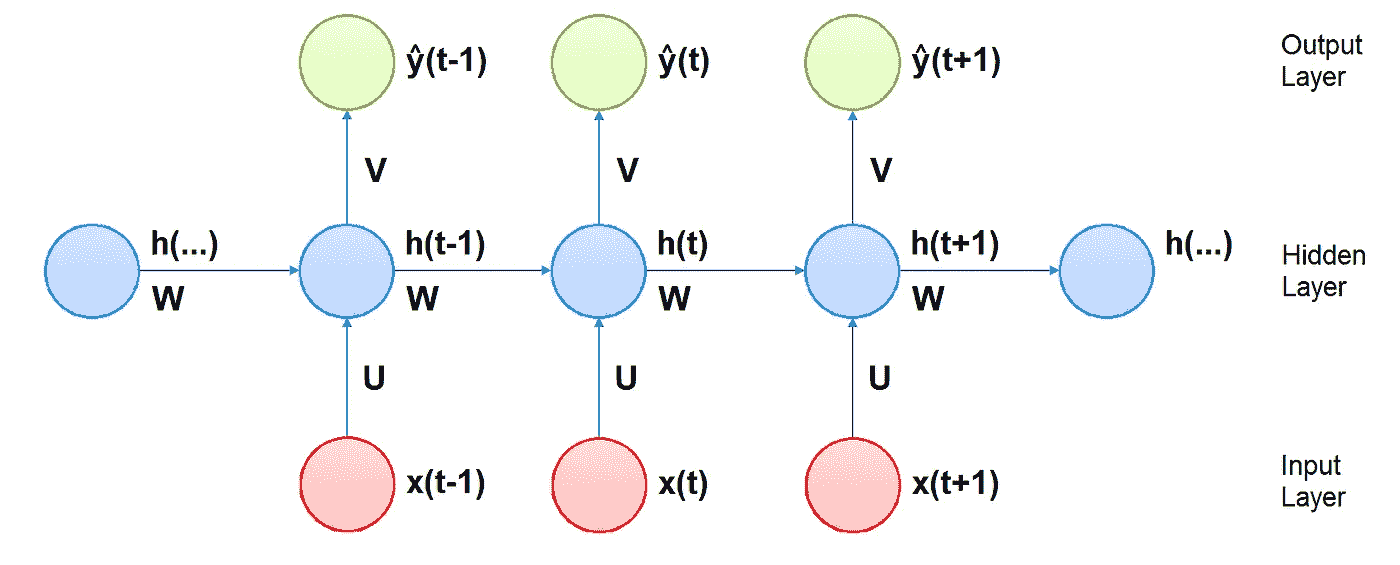 ŷ(t-1)
ŷ(t)
ŷ(t+1)
Output
Layer
V
V
V
h(...)
h(t-1)
h(t)
h(t+1)
h(...)
Hidden
Layer
W
W
W
W
U
U
U
x(t-1)
x(t)
x(t+1)
Input
Layer